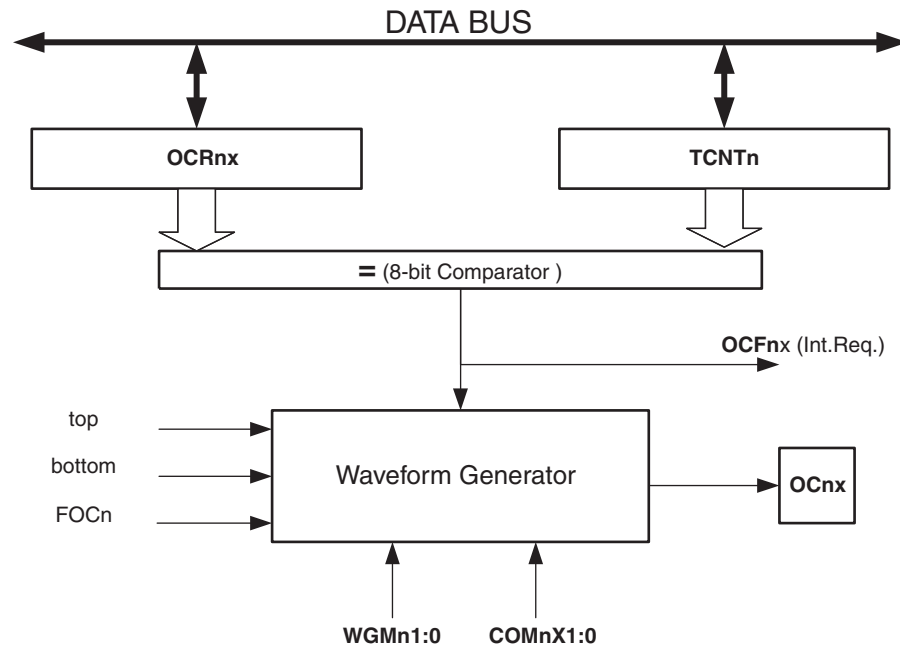 DATA BUS
OCRnx
TCNTn
= (8-bit Comparator )
OCFnx (Int.Req.)
top
bottom
FOCn
Waveform Generator
OCnx
WGMn1:0
COMnX1:0